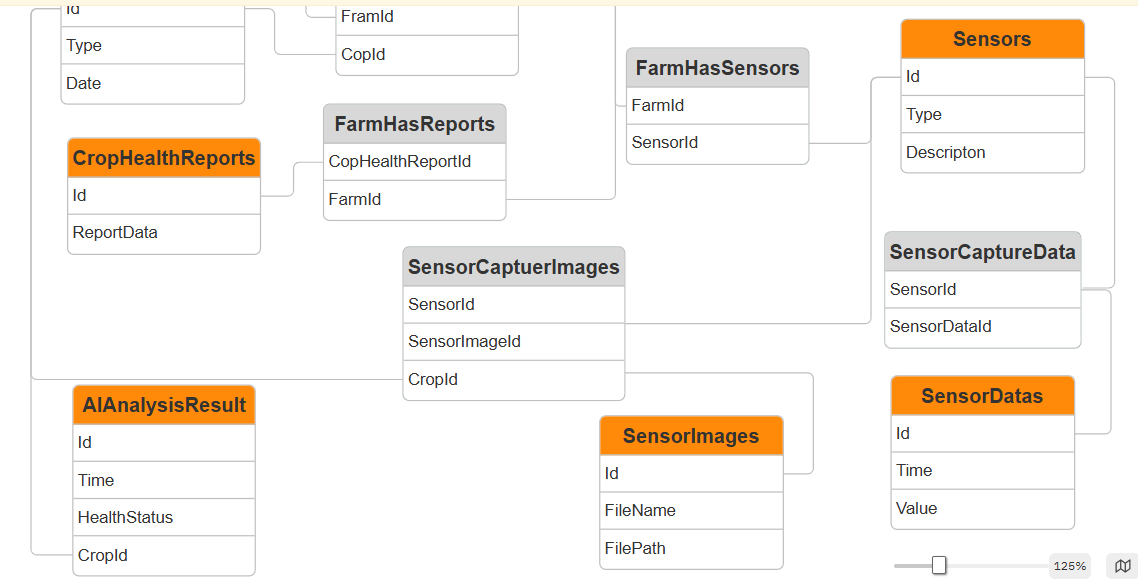 Id
Type
Date
FramId
CopId
FarmHasSensors
FarmId
SensorId
Sensors
Id
Type
Descripton
CropHealthReports
Id
ReportData
FarmHasReports
CopHealthReportId
FarmId
SensorCaptuerImages
SensorId
SensorImageId
CropId
SensorCaptureData
SensorId
SensorDataId
AIAnalysisResult
Id
Time
HealthStatus
CropId
SensorImages
Id
FileName
FilePath
SensorDatas
Id
Time
Value
125%